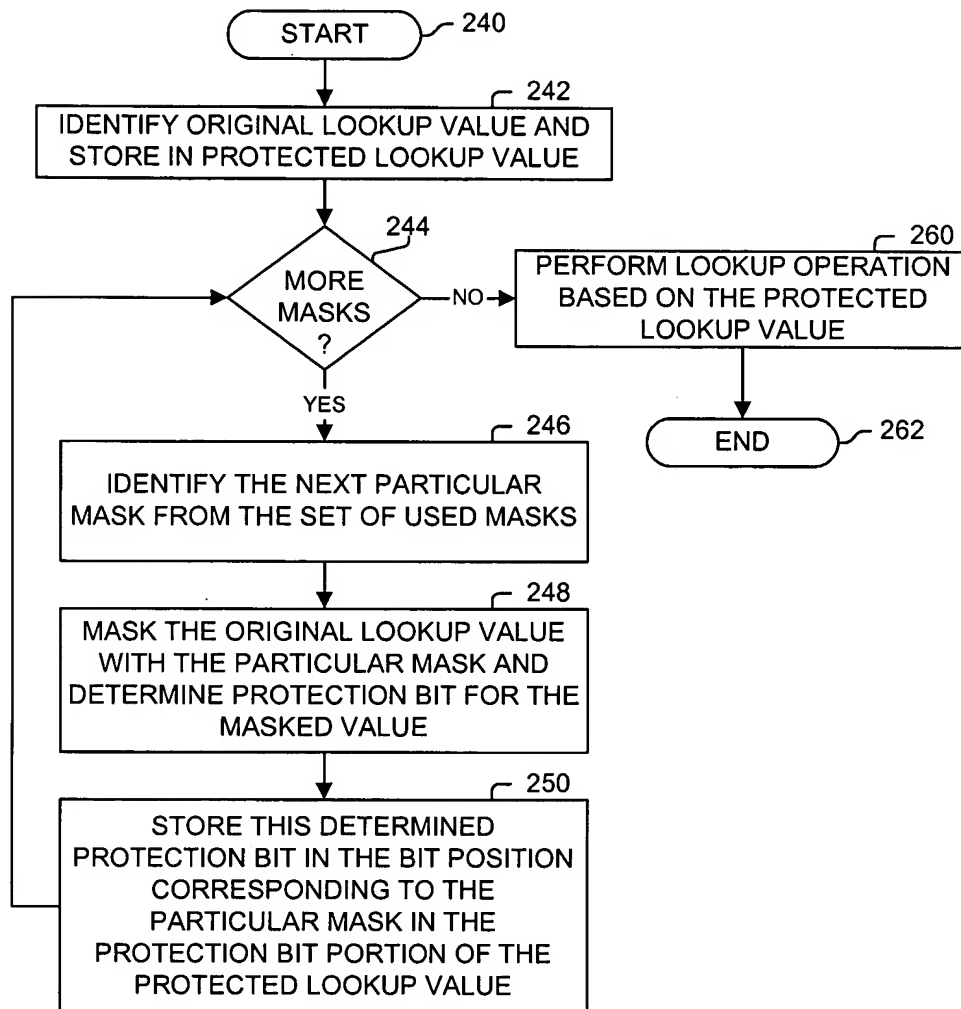 START
240
242
IDENTIFY ORIGINAL LOOKUP VALUE AND
STORE IN PROTECTED LOOKUP VALUE
244
MORE
MASKS
?
NO
260
PERFORM LOOKUP OPERATION
BASED ON THE PROTECTED
LOOKUP VALUE
YES
END
262
246
IDENTIFY THE NEXT PARTICULAR
MASK FROM THE SET OF USED MASKS
248
MASK THE ORIGINAL LOOKUP VALUE
WITH THE PARTICULAR MASK AND
DETERMINE PROTECTION BIT FOR THE
MASKED VALUE
250
STORE THIS DETERMINED
PROTECTION BIT IN THE BIT POSITION
CORRESPONDING TO THE
PARTICULAR MASK IN THE
PROTECTION BIT PORTION OF THE
PROTECTED LOOKUP VALUE